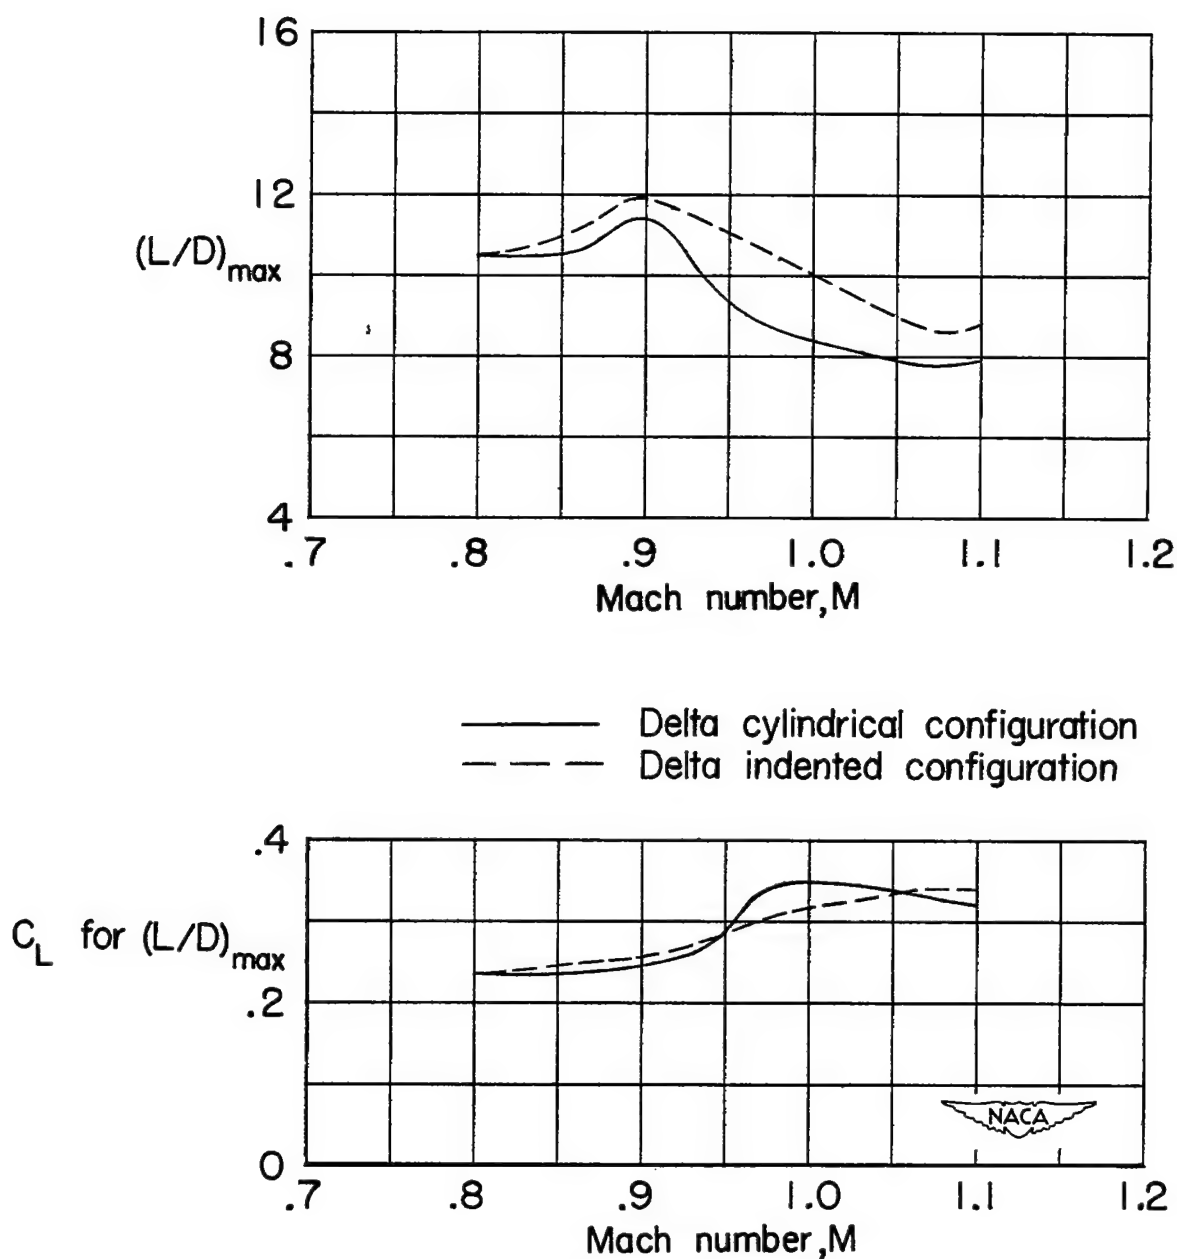 16
12
(L/D)max
8
4
.7 .8 .9 1.0 1.1 1.2
Mach number, M
Delta cylindrical configuration
Delta indented configuration
.4
CL for (L/D)max
.2
NACA
0
.7 .8 .9 1.0 1.1 1.2
Mach number, M